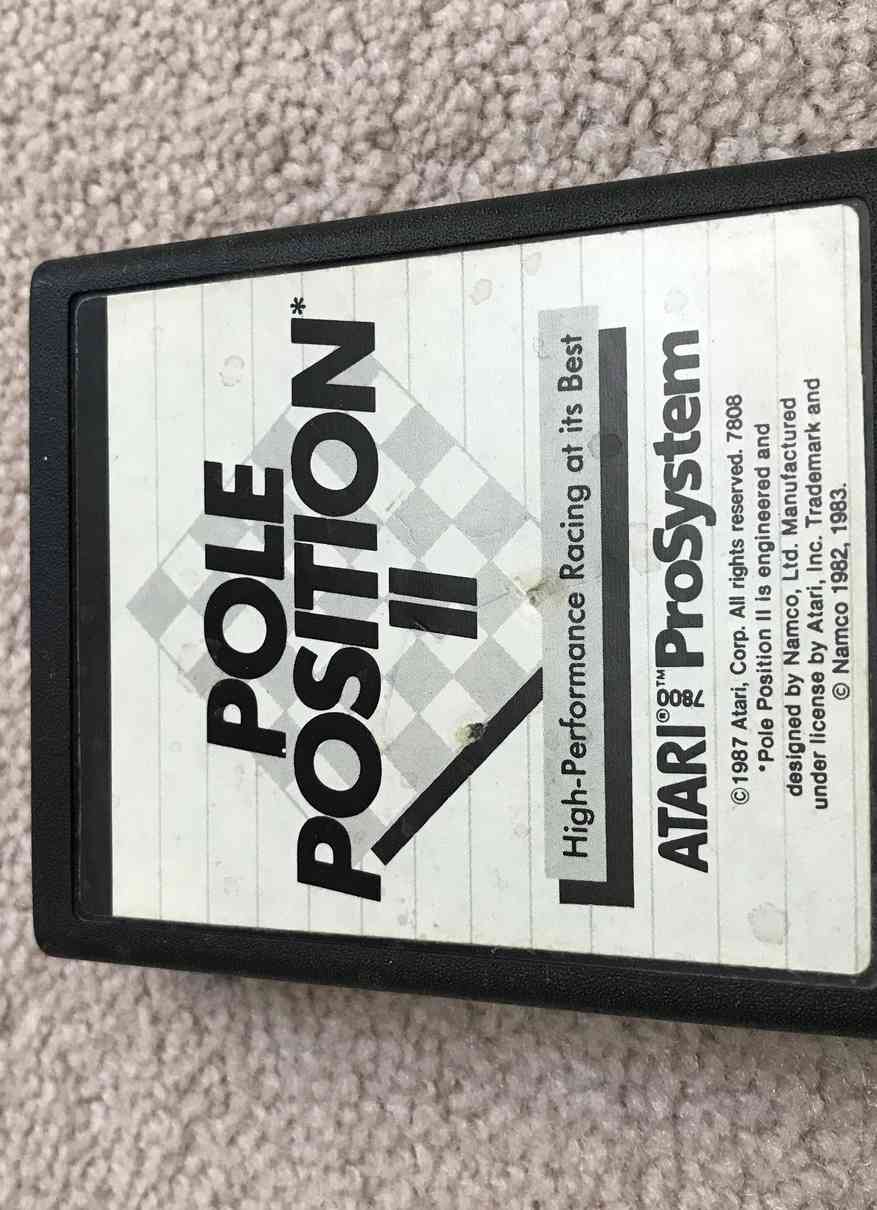 POLE
POSITION*
II
High-Performance Racing at its Best
ATARI® ™ ProSystem
©1987 Atari, Corp. All rights reserved. 7808
*Pole Position II is engineered and
designed by Namco, Ltd. Manufactured
under license by Atari, Inc. Trademark and
© Namco 1982, 1983.